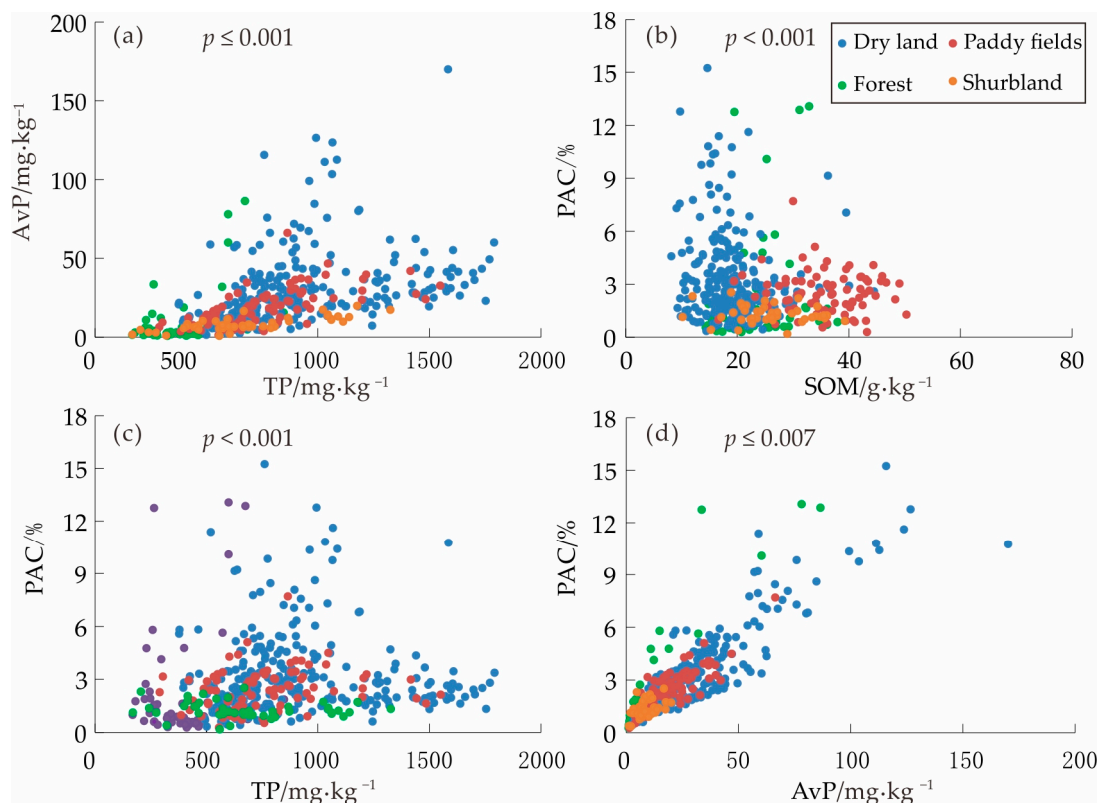 (a) p ≤ 0.001
200
150
100
50
0
AvP/mg·kg⁻¹
0 500 1000 1500 2000
TP/mg·kg⁻¹
(b) p < 0.001
Dry land Paddy fields
Forest Shurbland
18
15
12
9
6
3
0
PAC/%
0 20 40 60 80
SOM/g·kg⁻¹
(c) p < 0.001
18
15
12
9
6
3
0
PAC/%
0 500 1000 1500 2000
TP/mg·kg⁻¹
(d) p ≤ 0.007
18
15
12
9
6
3
0
PAC/%
0 50 100 150 200
AvP/mg·kg⁻¹